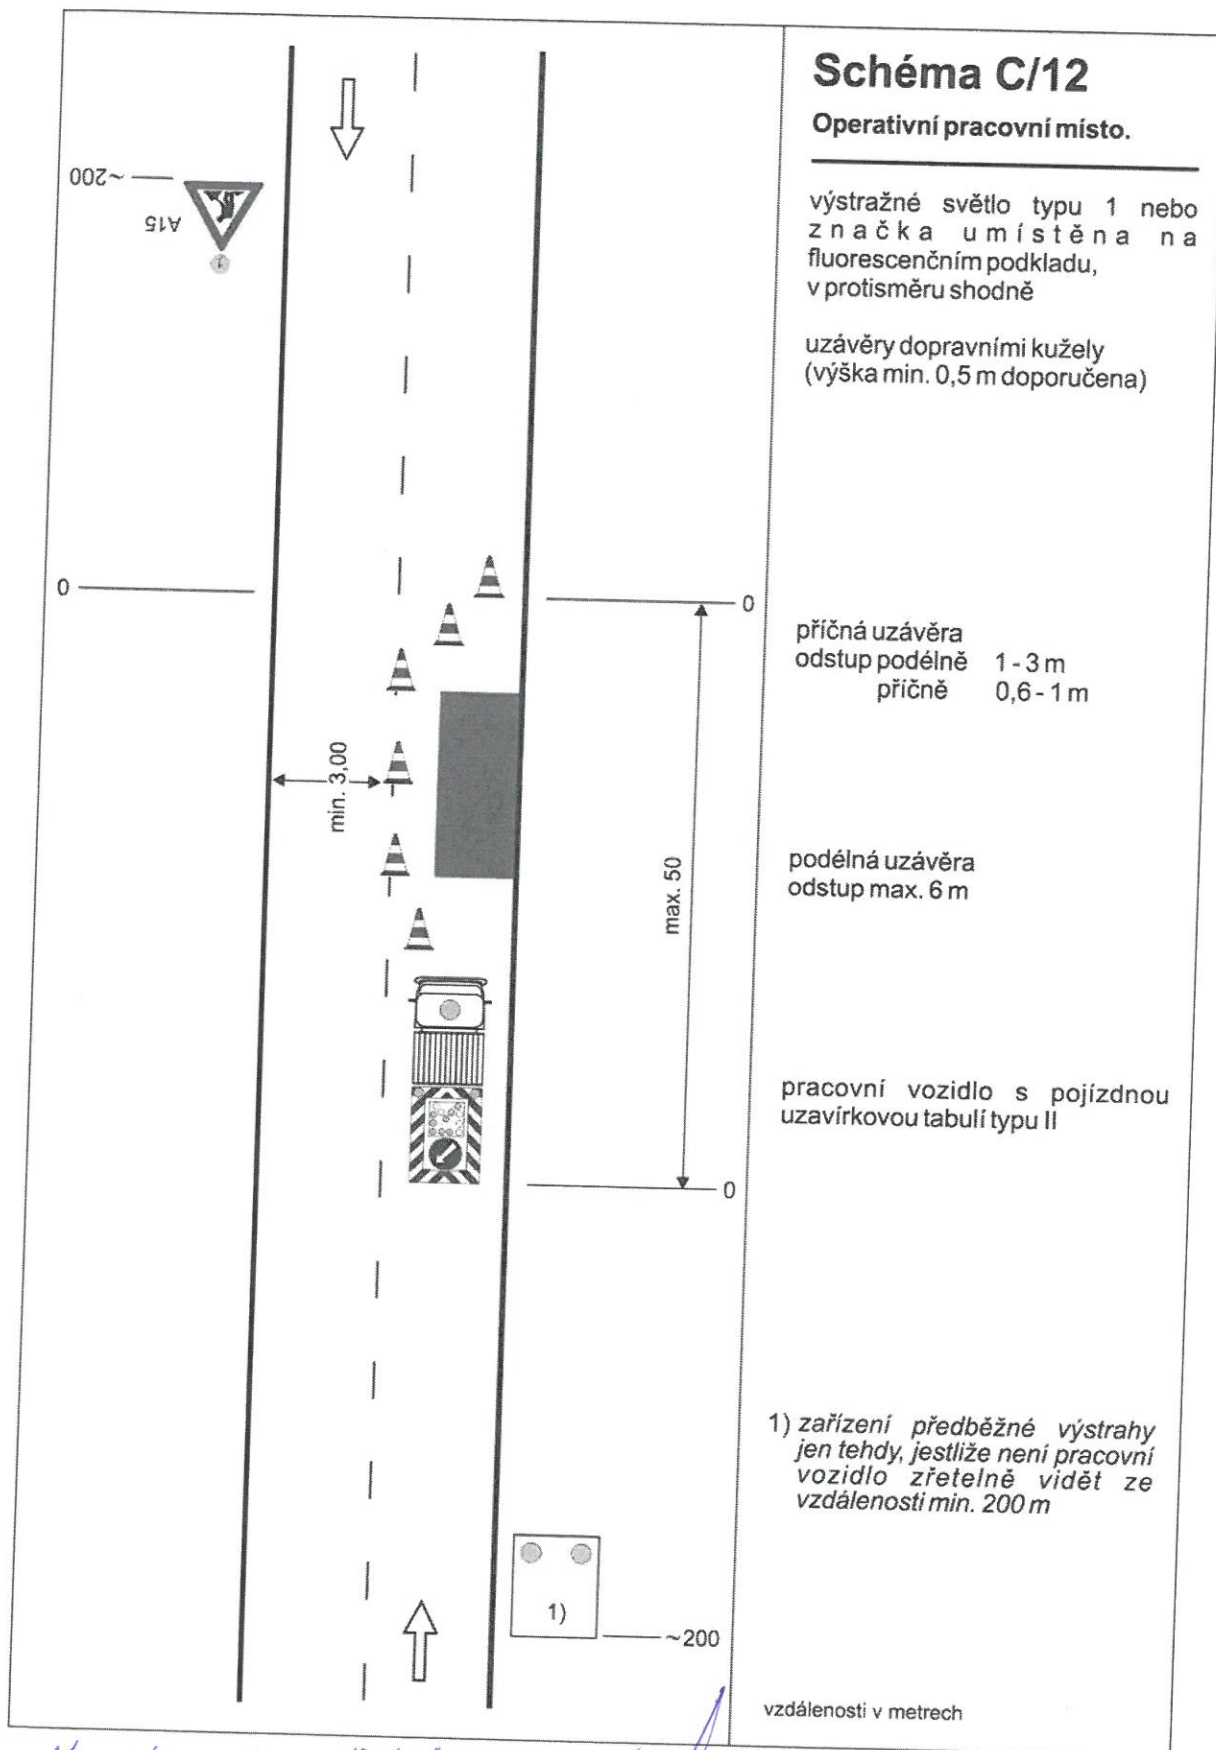 Schéma C/12
Operativní pracovní místo.
výstražné světlo typu 1 nebo
značka umístěna na
fluorescenčním podkladu,
v protisměru shodně
uzávěry dopravními kužely
(výška min. 0,5 m doporučena)
~200
A15
1
0
0
příčná uzávěra
odstup podélně 1 - 3 m
příčně 0,6 - 1 m
min. 3,00
max. 50
podélná uzávěra
odstup max. 6 m
pracovní vozidlo s pojízdnou
uzavírkovou tabulí typu II
0
1) zařízení předběžné výstrahy
jen tehdy, jestliže není pracovní
vozidlo zřetelně vidět ze
vzdálenosti min. 200 m
1)
~200
vzdálenosti v metrech